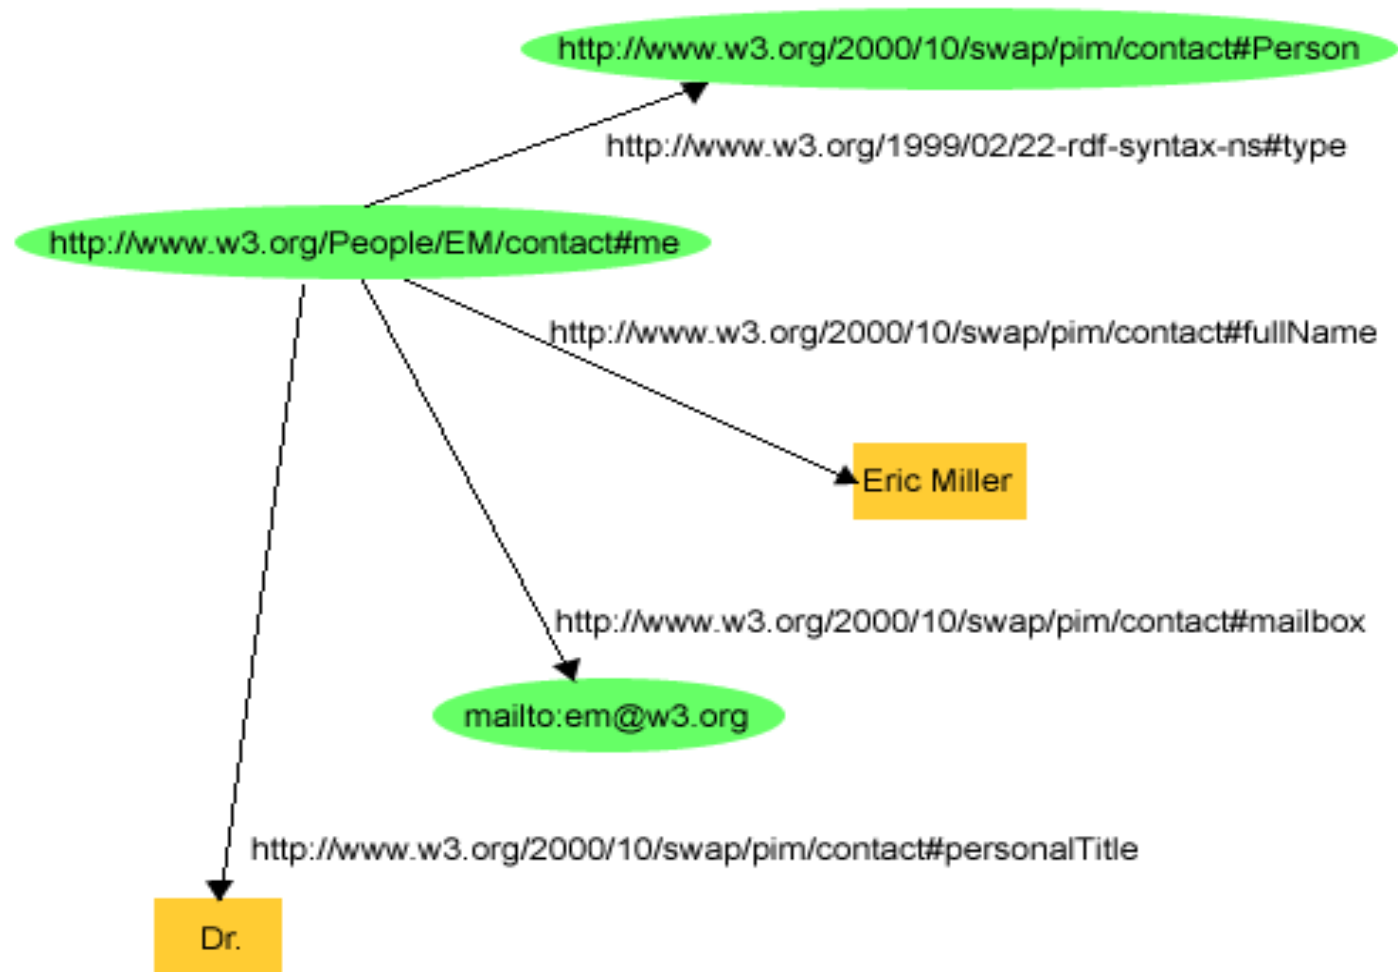 http://www.w3.org/2000/10/swap/pim/contact#Person
http://www.w3.org/1999/02/22-rdf-syntax-ns#type
http://www.w3.org/People/EM/contact#me
http://www.w3.org/2000/10/swap/pim/contact#fullName
Eric Miller
http://www.w3.org/2000/10/swap/pim/contact#mailbox
mailto:em@w3.org
http://www.w3.org/2000/10/swap/pim/contact#personalTitle
Dr.